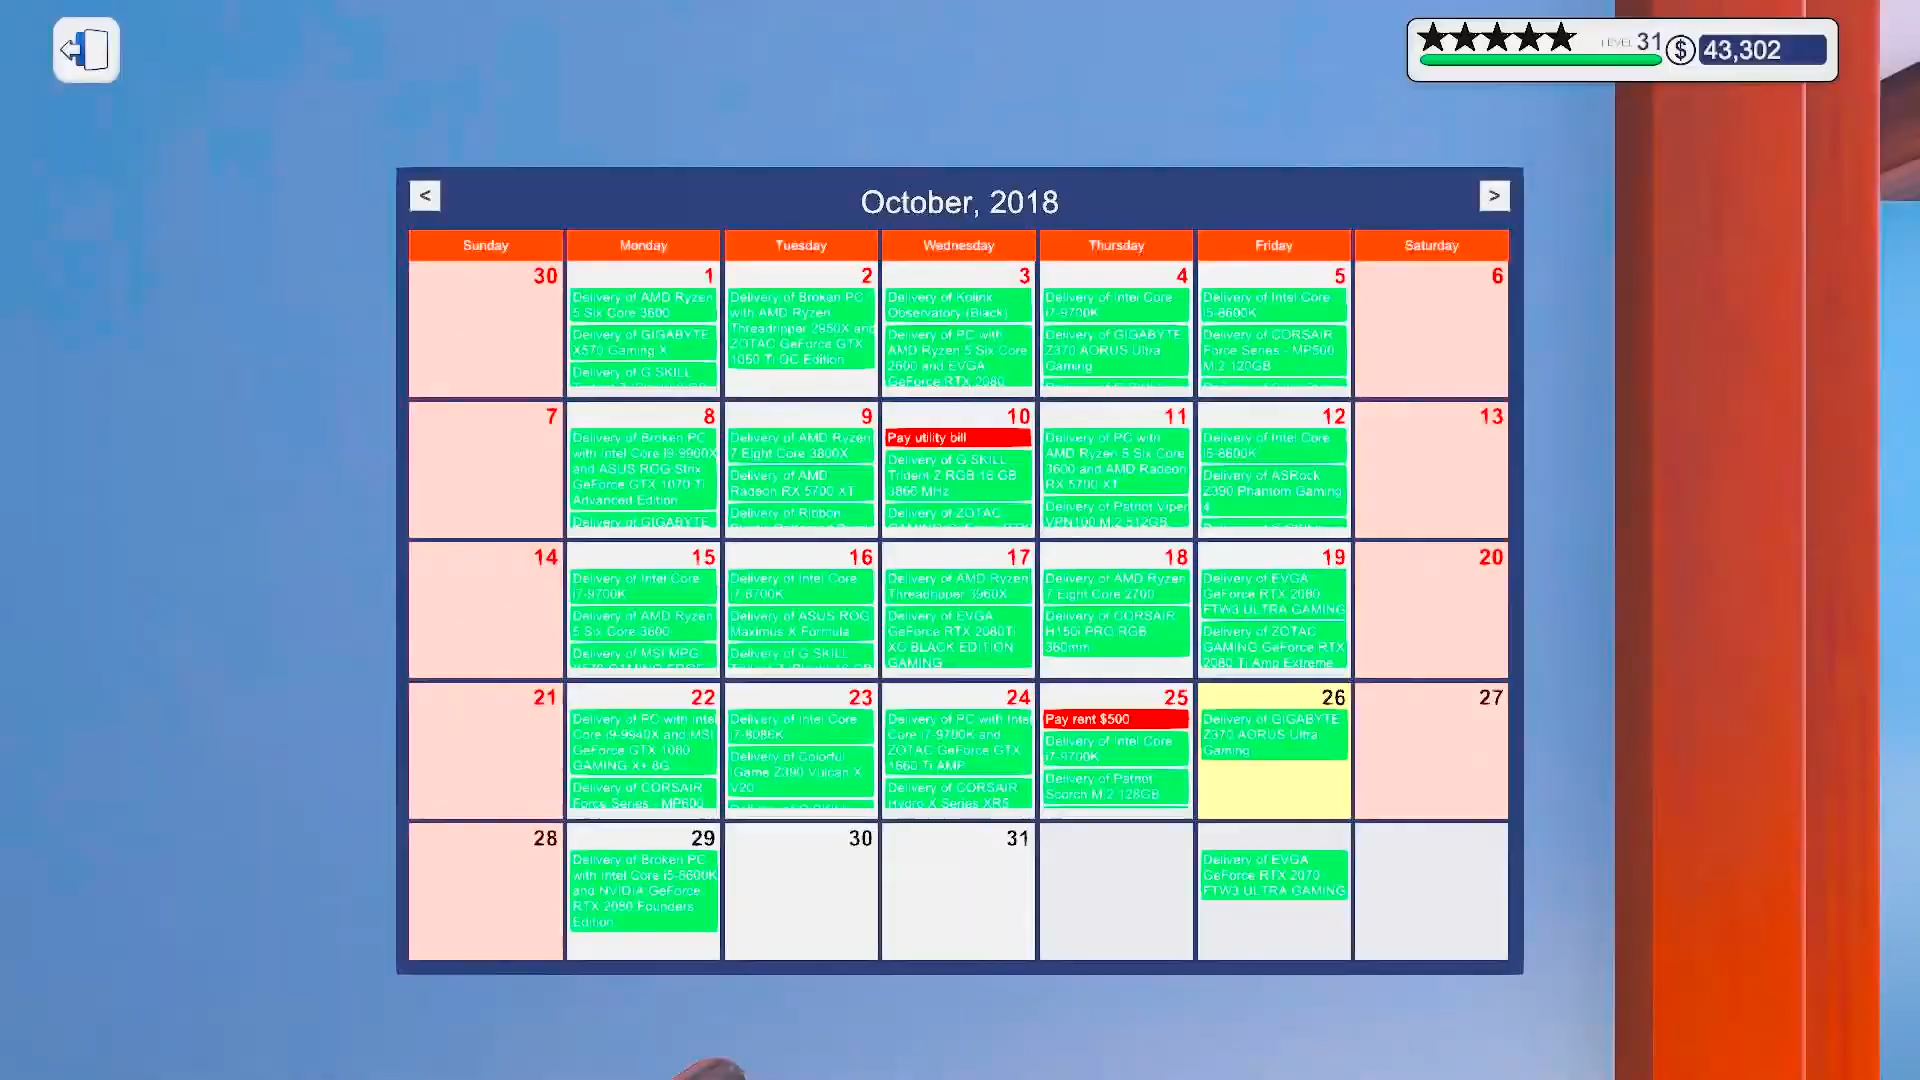 LEVEL 31 $ 43,302
< October, 2018 >
Sunday Monday Tuesday Wednesday Thursday Friday Saturday
30
1
Delivery of AMD Ryzen
5 Six Core 3600
Delivery of GIGABYTE
X570 Gaming X
Delivery of G.SKILL
2
Delivery of Broken PC
with AMD Ryzen
Threadripper 2950X and
ZOTAC GeForce GTX
1050 Ti OC Edition
3
Delivery of Kolink
Observatory (Black)
Delivery of PC with
AMD Ryzen 5 Six Core
2600 and EVGA
GeForce RTX 2080
4
Delivery of Intel Core
i7-9700K
Delivery of GIGABYTE
Z370 AORUS Ultra
Gaming
5
Delivery of Intel Core
i5-8600K
Delivery of CORSAIR
Force Series - MP500
M.2 120GB
6
7
8
Delivery of Broken PC
with Intel Core i9-9900X
and ASUS ROG Strix
GeForce GTX 1070 Ti
Advanced Edition
Delivery of GIGABYTE
9
Delivery of AMD Ryzen
7 Eight Core 3800X
Delivery of AMD
Radeon RX 5700 XT
Delivery of Ribbon
10
Pay utility bill
Delivery of G.SKILL
Trident Z RGB 16 GB
3866 MHz
Delivery of ZOTAC
11
Delivery of PC with
AMD Ryzen 5 Six Core
3600 and AMD Radeon
RX 5700 XT
Delivery of Patriot Viper
VPN100 M.2 512GB
12
Delivery of Intel Core
i5-8600K
Delivery of ASRock
Z390 Phantom Gaming
4
13
14
15
Delivery of Intel Core
i7-9700K
Delivery of AMD Ryzen
5 Six Core 3600
Delivery of MSI MPG
X570 GAMING EDGE
16
Delivery of Intel Core
i7-8700K
Delivery of ASUS ROG
Maximus X Formula
Delivery of G.SKILL
17
Delivery of AMD Ryzen
Threadripper 3960X
Delivery of EVGA
GeForce RTX 2080Ti
XC BLACK EDITION
GAMING
18
Delivery of AMD Ryzen
7 Eight Core 2700
Delivery of CORSAIR
H150i PRO RGB
360mm
19
Delivery of EVGA
GeForce RTX 2080
FTW3 ULTRA GAMING
Delivery of ZOTAC
GAMING GeForce RTX
2080 Ti Amp Extreme
20
21
22
Delivery of PC with Intel
Core i9-9940X and MSI
GeForce GTX 1080
GAMING X+ 8G
Delivery of CORSAIR
Force Series - MP600
23
Delivery of Intel Core
i7-8086K
Delivery of Colorful
iGame Z390 Vulcan X
V20
24
Delivery of PC with Intel
Core i7-9700K and
ZOTAC GeForce GTX
1660 Ti AMP
Delivery of CORSAIR
Hydro X Series XR5
25
Pay rent $500
Delivery of Intel Core
i7-9700K
Delivery of Patriot
Scorch M.2 128GB
26
Delivery of GIGABYTE
Z370 AORUS Ultra
Gaming
27
28
29
Delivery of Broken PC
with Intel Core i5-8600K
and NVIDIA GeForce
RTX 2080 Founders
Edition
30
31
Delivery of EVGA
GeForce RTX 2070
FTW3 ULTRA GAMING